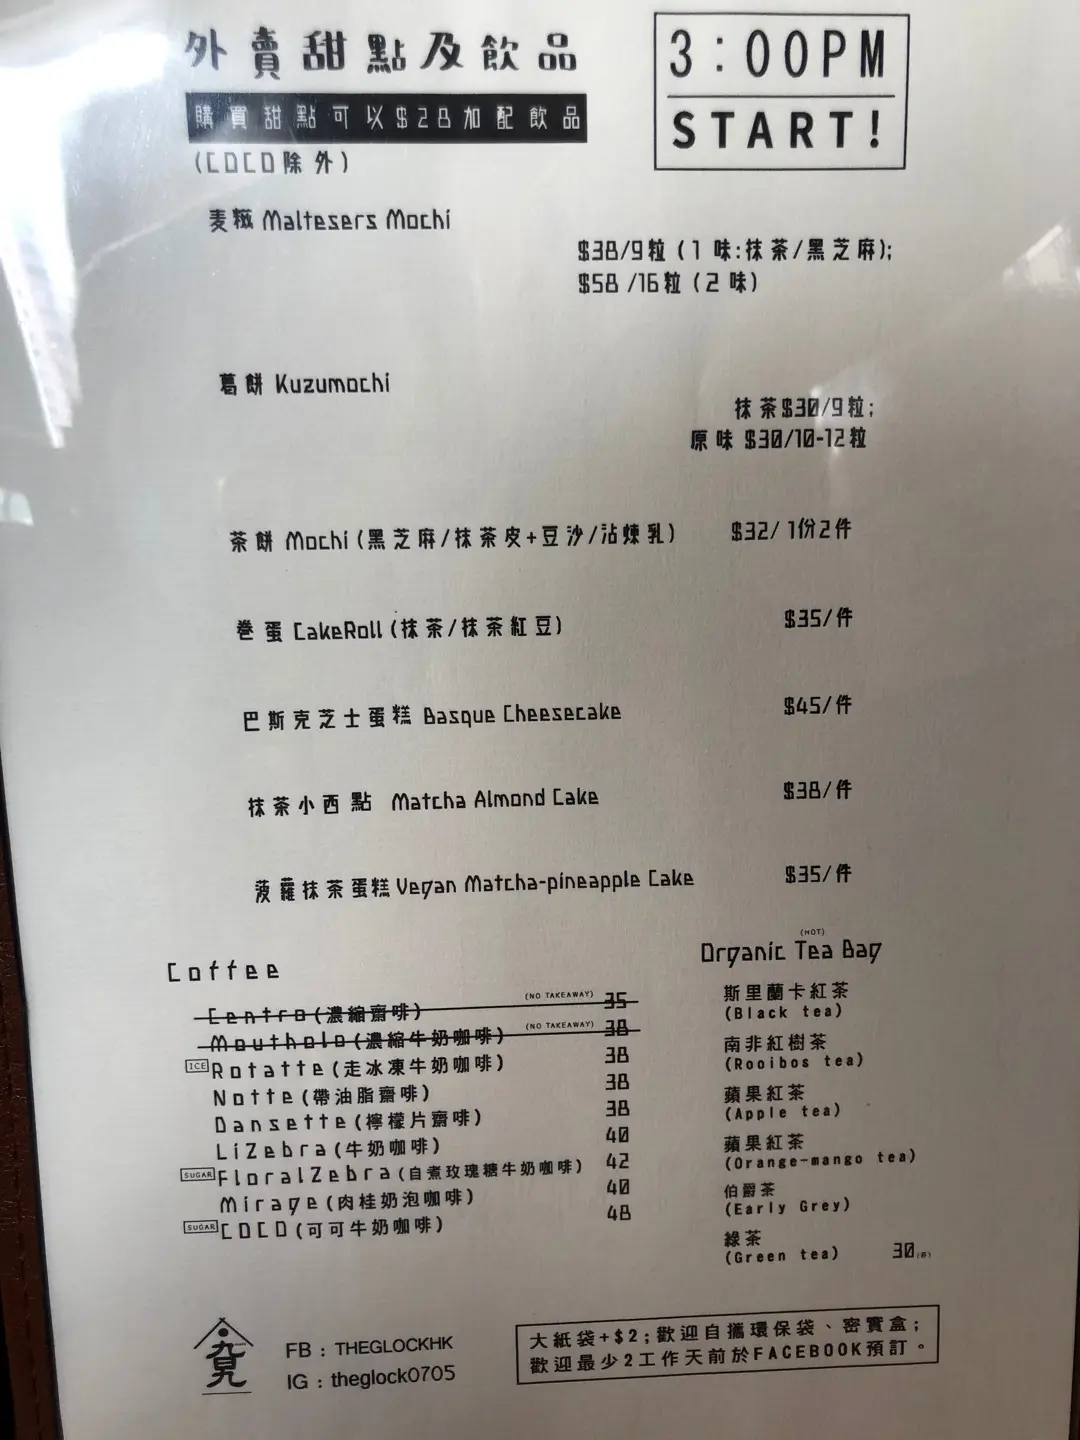 外賣甜點及飲品
3:00PM
START!
購買甜點可以$28加配飲品
(COCO除外)
麦糍 Maltesers Mochi
$38/9粒 (1味:抹茶/黑芝麻);
$58/16粒 (2味)
葛餅 Kuzumochi
抹茶$30/9粒;
原味 $30/10-12粒
茶餅 Mochi (黑芝麻/抹茶皮+豆沙/沾煉乳) $32/1份2件
巻蛋 CakeRoll (抹茶/抹茶紅豆) $35/件
巴斯克芝士蛋糕 Basque Cheesecake $45/件
抹茶小西點 Matcha Almond Cake $38/件
菠蘿抹茶蛋糕 Vegan Matcha-pineapple Cake $35/件
Coffee
Centro (濃縮齋啡) (NO TAKEAWAY) 35
Moutholo (濃縮牛奶咖啡) (NO TAKEAWAY) 38
ICE Rotatte (走冰凍牛奶咖啡) 38
Notte (帶油脂齋啡) 38
Dansette (檸檬片齋啡) 38
LiZebra (牛奶咖啡) 40
SUGAR FloralZebra (自煮玫瑰糖牛奶咖啡) 42
Mirage (肉桂奶泡咖啡) 40
SUGAR COCO (可可牛奶咖啡) 48
(HOT)
Organic Tea Bag
斯里蘭卡紅茶
(Black tea)
南非紅樹茶
(Rooibos tea)
蘋果紅茶
(Apple tea)
蘋果紅茶
(Orange-mango tea)
伯爵茶
(Early Grey)
綠茶
(Green tea) 30
覓
FB : THEGLOCKHK
IG : theglock0705
大紙袋+$2;歡迎自攜環保袋、密實盒;
歡迎最少2工作天前於FACEBOOK預訂。